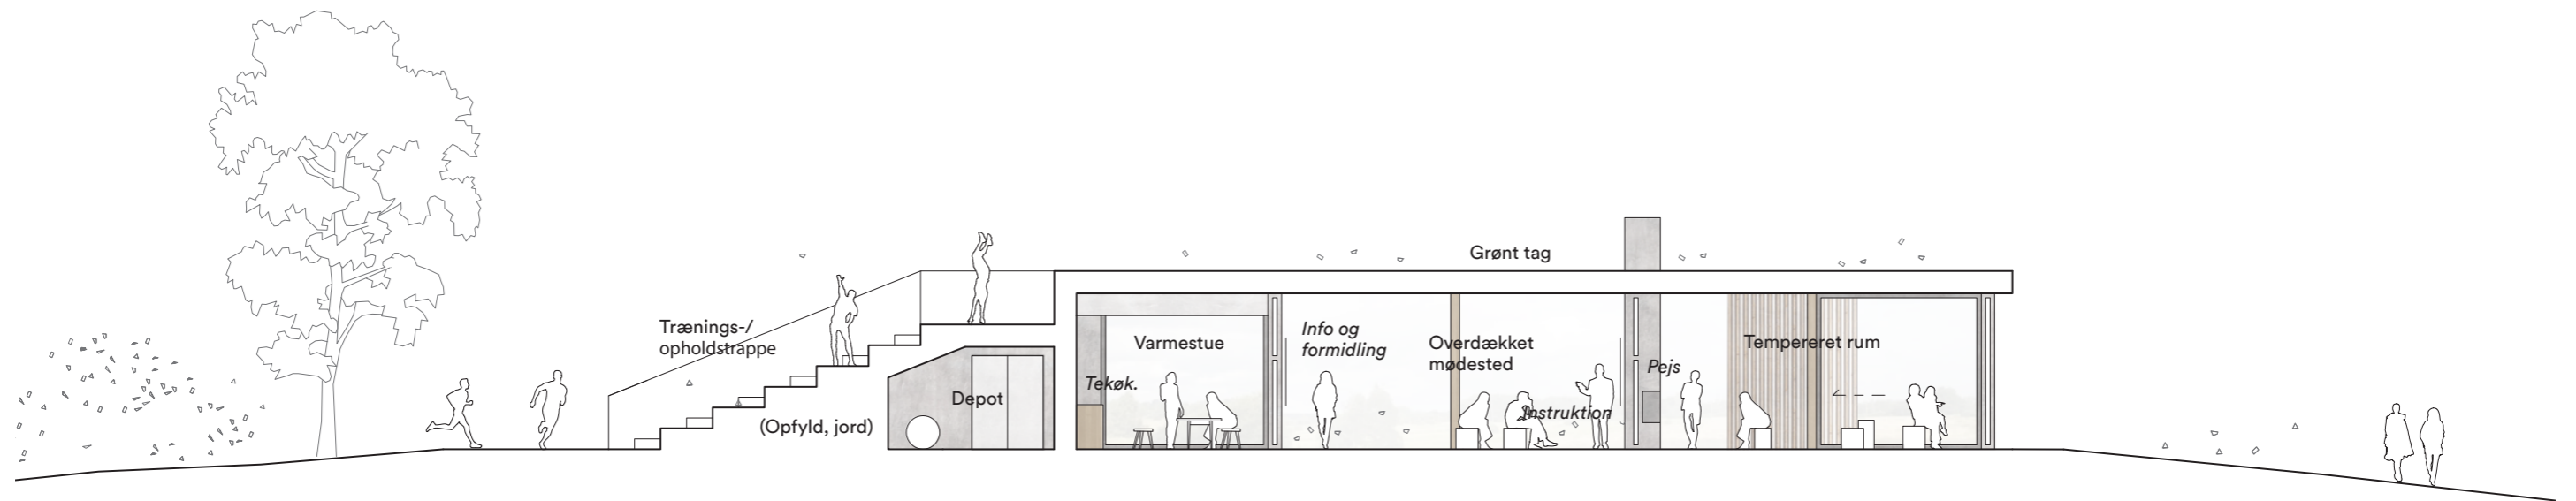 Grønt tag
Trænings-/
opholdstrappe
(Opfyld, jord)
Depot
Tekøk.
Varmestue
Info og
formidling
Overdækket
mødested
Instruktion
Pejs
Tempereret rum